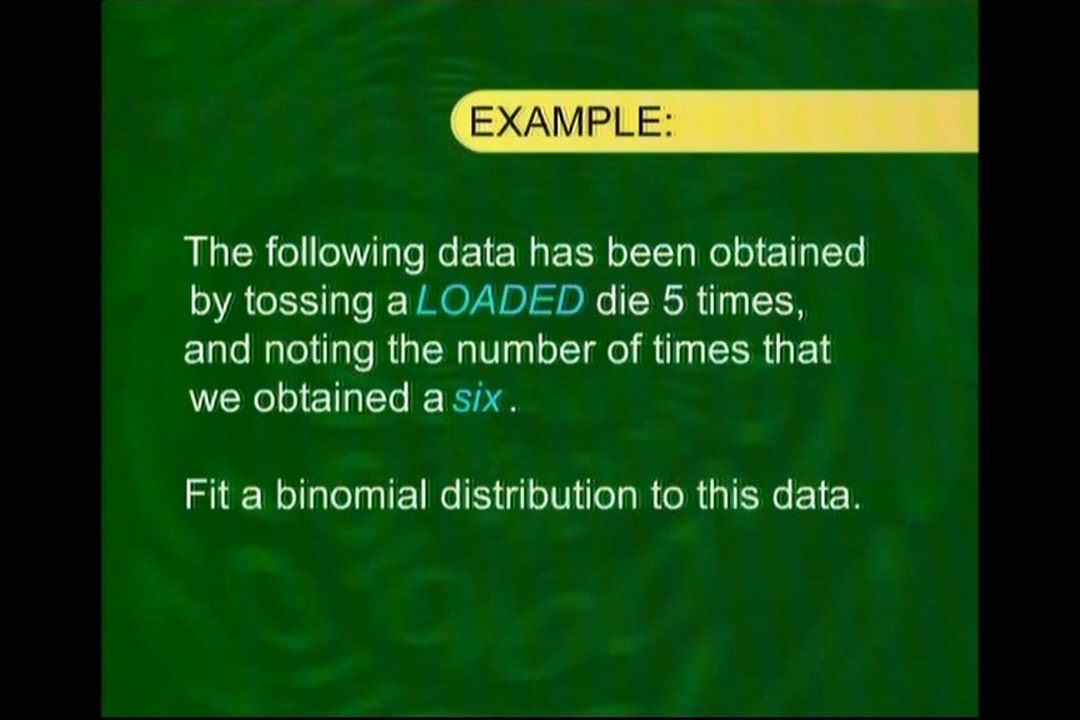 EXAMPLE:
The following data has been obtained
by tossing a LOADED die 5 times,
and noting the number of times that
we obtained a six .
Fit a binomial distribution to this data.